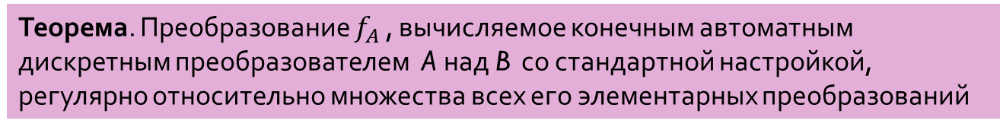 Теорема. Преобразование f_A , вычисляемое конечным автоматным
дискретным преобразователем A над B со стандартной настройкой,
регулярно относительно множества всех его элементарных преобразований